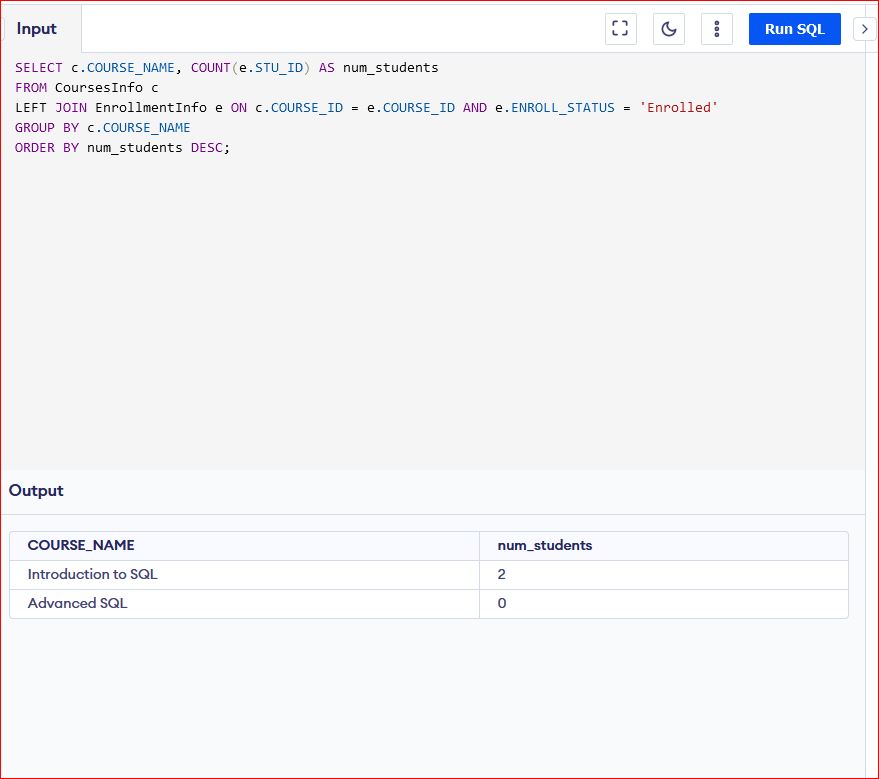 Input
Run SQL
SELECT c.COURSE_NAME, COUNT(e.STU_ID) AS num_students
FROM CoursesInfo c
LEFT JOIN EnrollmentInfo e ON c.COURSE_ID = e.COURSE_ID AND e.ENROLL_STATUS = 'Enrolled'
GROUP BY c.COURSE_NAME
ORDER BY num_students DESC;
Output
COURSE_NAME num_students
Introduction to SQL 2
Advanced SQL 0